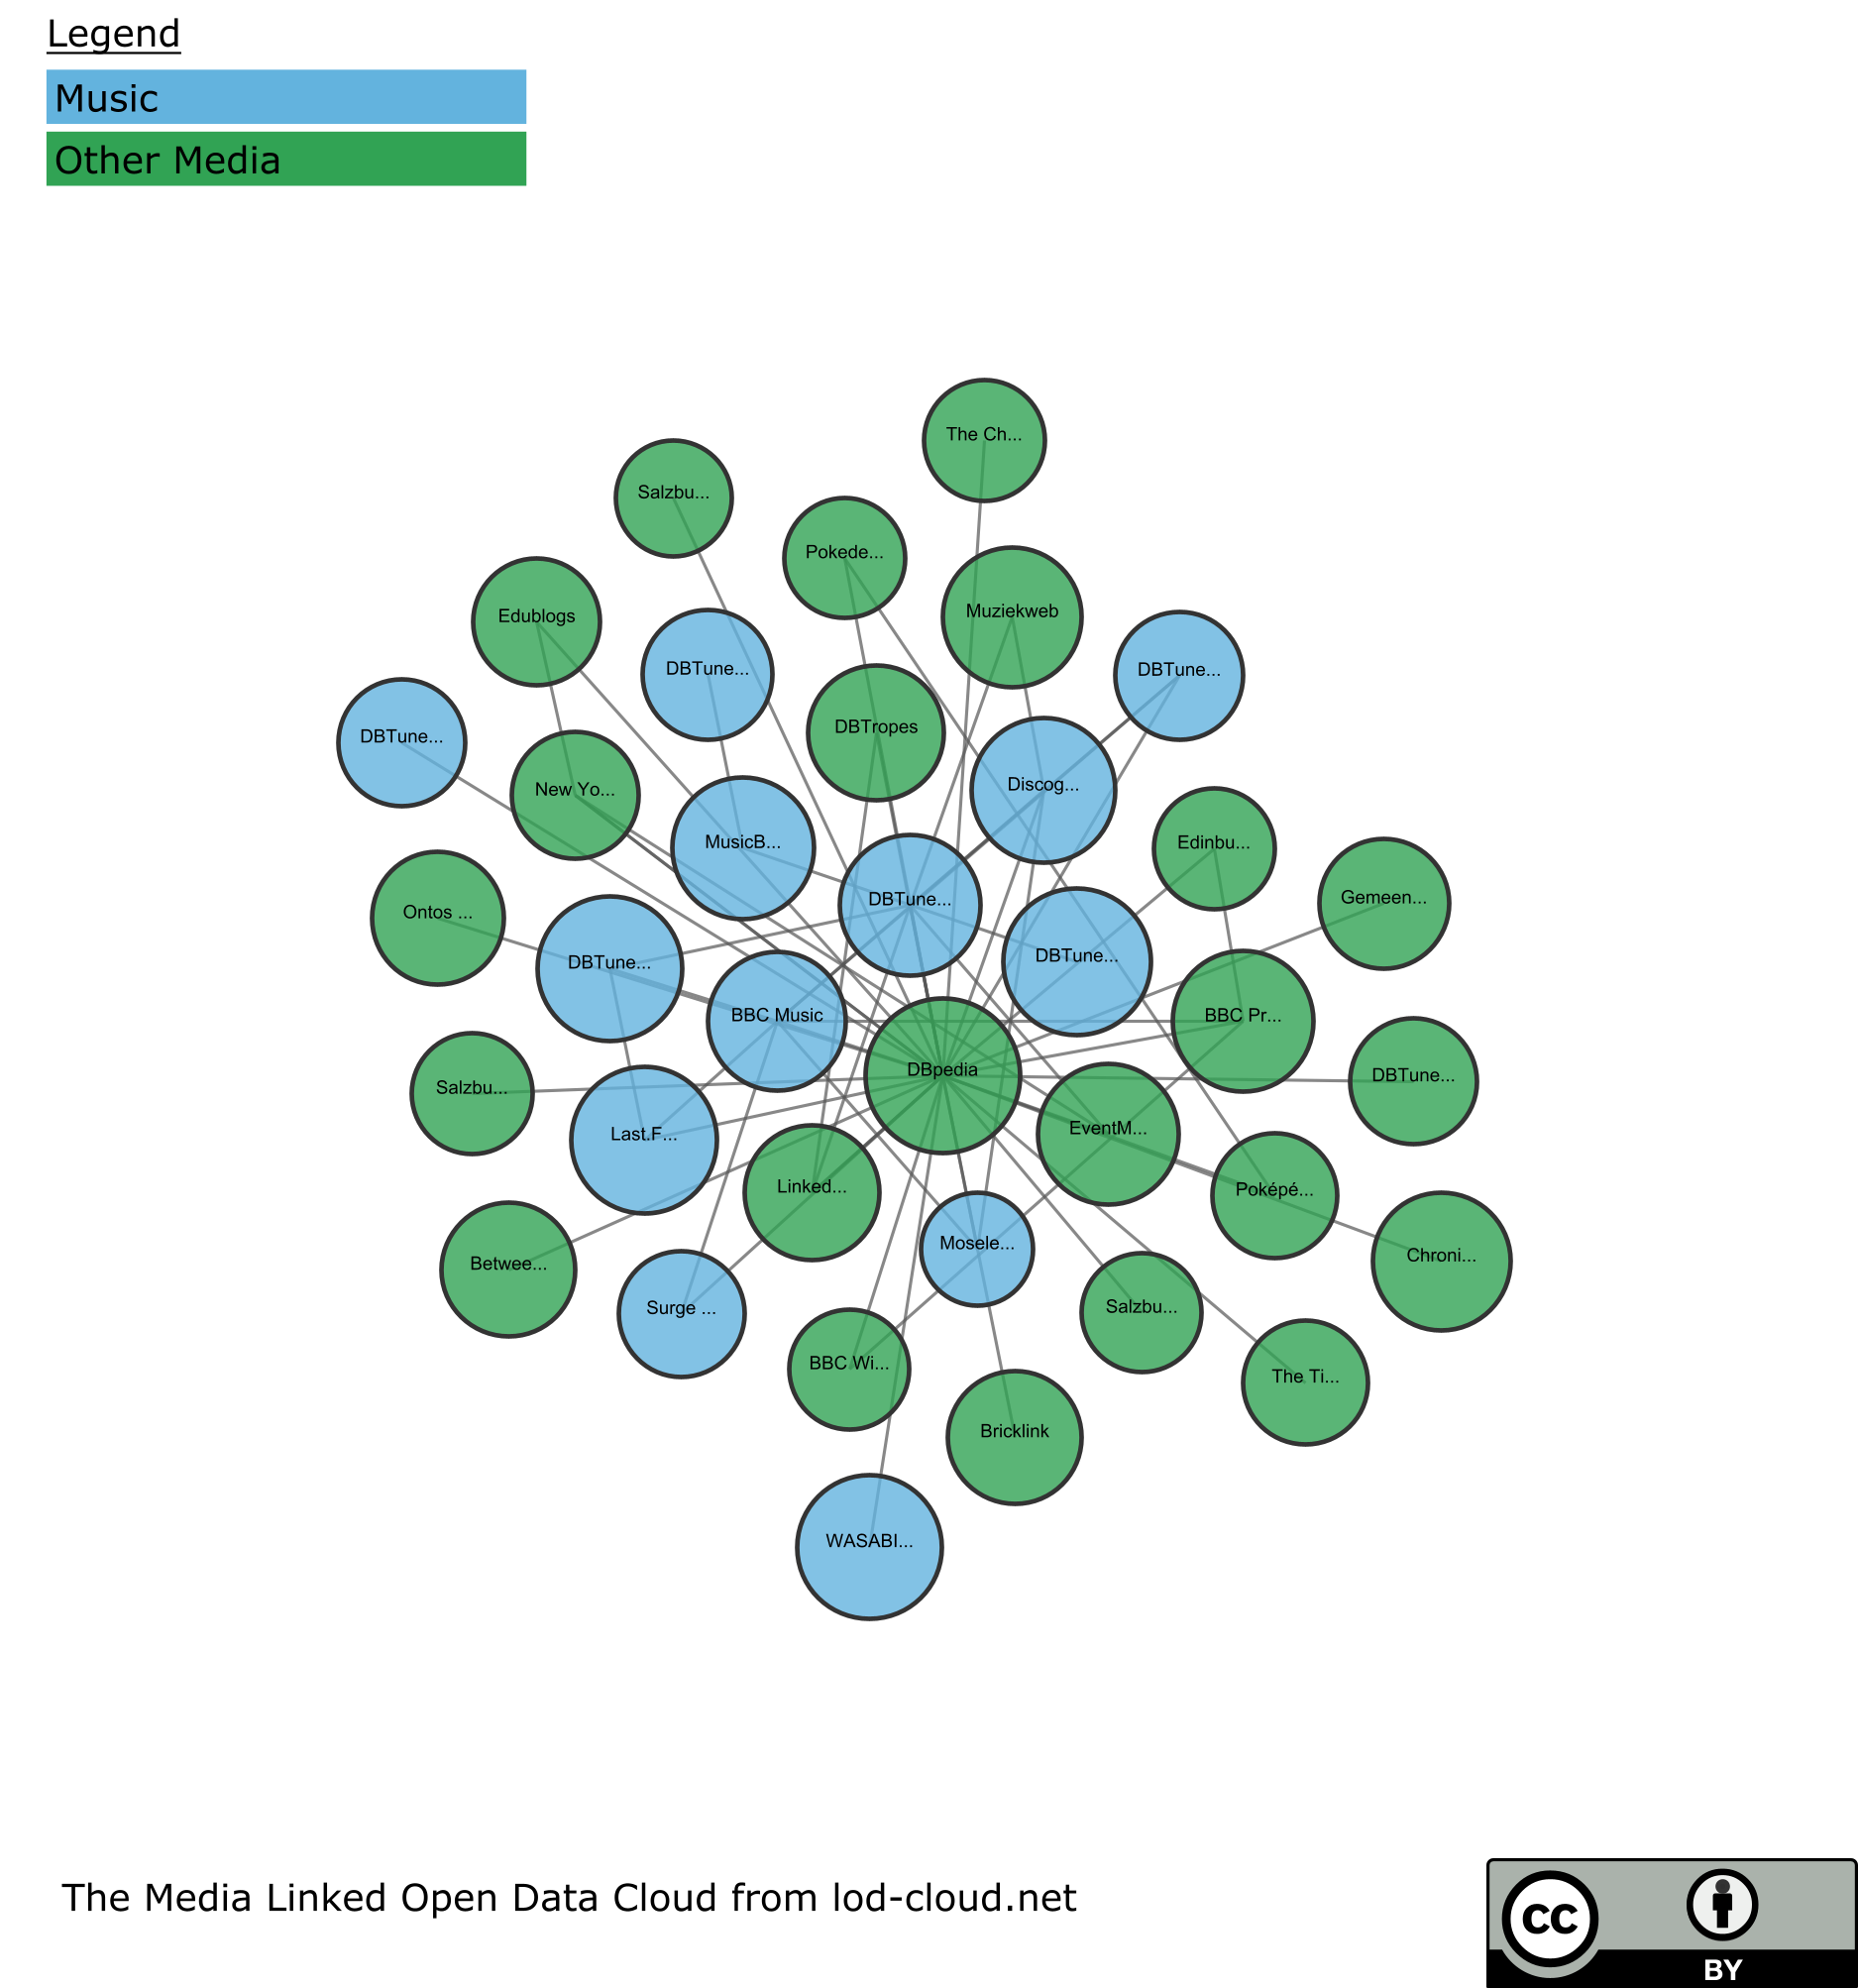 Legend
Music
Other Media
The Ch...
Salzbu...
Pokede...
Muziekweb
Edublogs
DBTune...
DBTune...
DBTropes
DBTune...
New Yo...
Discog...
MusicB...
Edinbu...
DBTune...
Gemeen...
Ontos ...
DBTune...
DBTune...
BBC Music
BBC Pr...
DBpedia
DBTune...
Salzbu...
Last.F...
EventM...
Linked...
Poképé...
Mosele...
Chroni...
Betwee...
Surge ...
Salzbu...
BBC Wi...
The Ti...
Bricklink
WASABI...
The Media Linked Open Data Cloud from lod-cloud.net
cc
BY